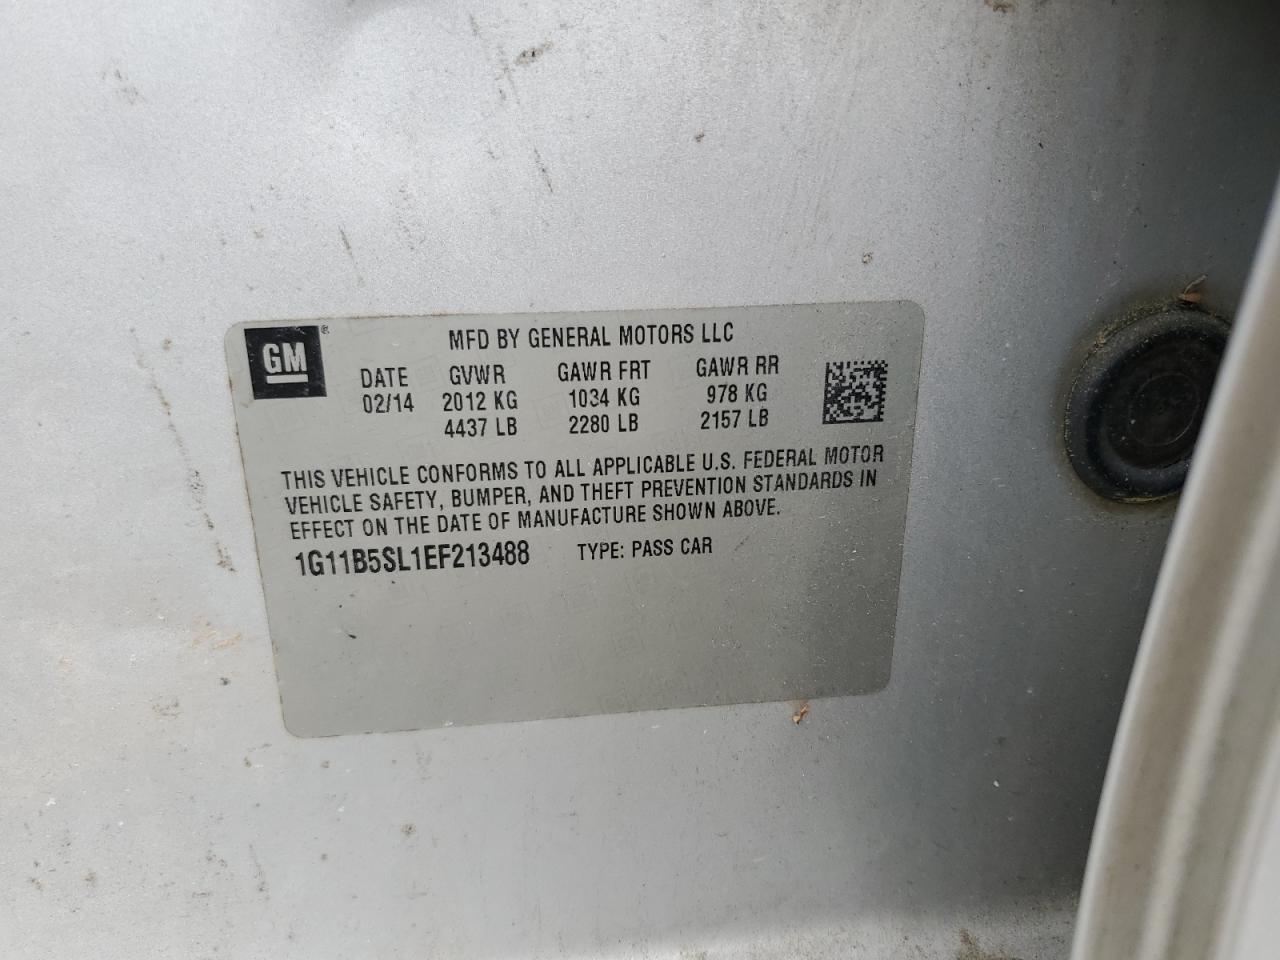 GM®
MFD BY GENERAL MOTORS LLC
DATE GVWR GAWR FRT GAWR RR
02/14 2012 KG 1034 KG 978 KG
4437 LB 2280 LB 2157 LB
THIS VEHICLE CONFORMS TO ALL APPLICABLE U.S. FEDERAL MOTOR
VEHICLE SAFETY, BUMPER, AND THEFT PREVENTION STANDARDS IN
EFFECT ON THE DATE OF MANUFACTURE SHOWN ABOVE.
1G11B5SL1EF213488 TYPE: PASS CAR